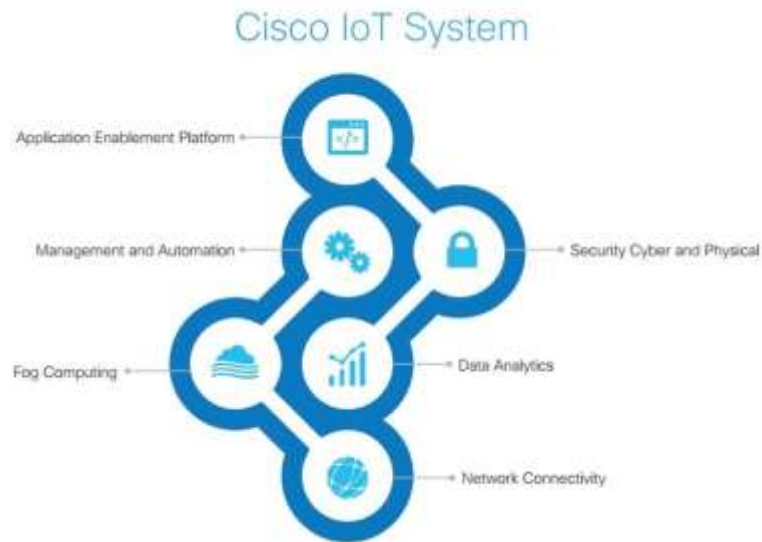 Cisco IoT System
Application Enablement Platform
Management and Automation
Security Cyber and Physical
Fog Computing
Data Analytics
Network Connectivity